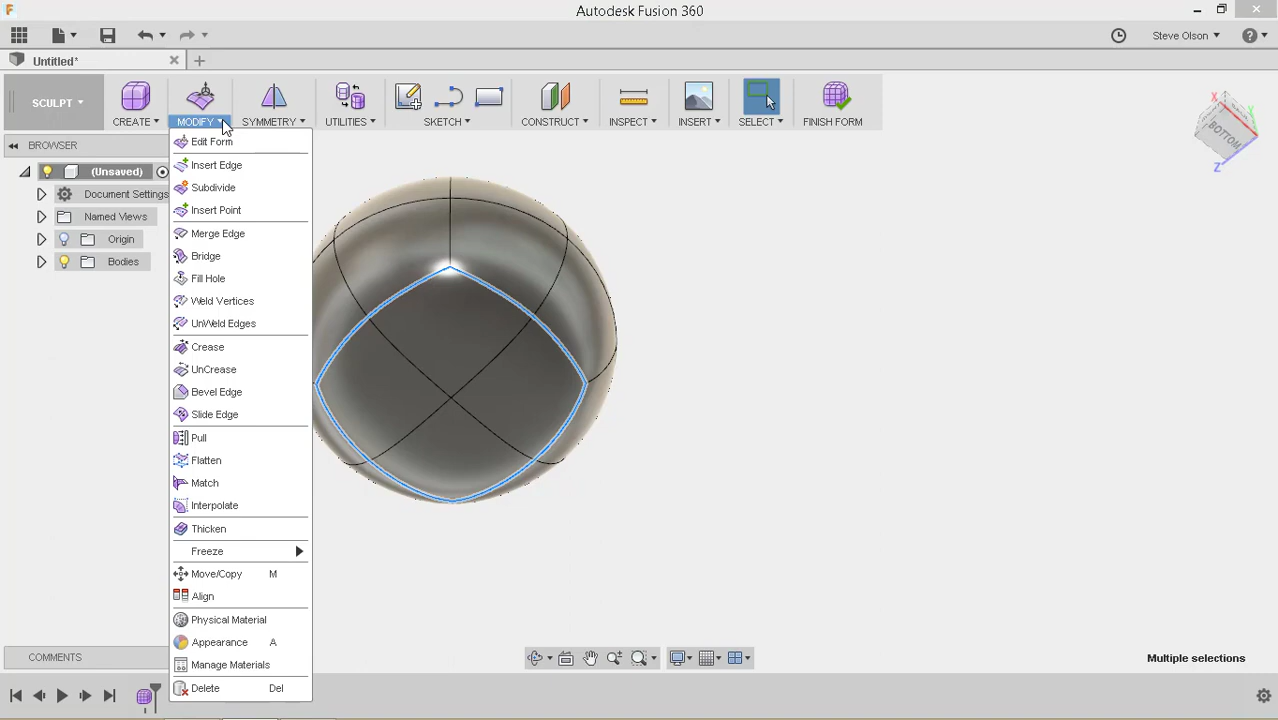 Autodesk Fusion 360
Steve Olson
Untitled*
SCULPT
CREATE
MODIFY
SYMMETRY
UTILITIES
SKETCH
CONSTRUCT
INSPECT
INSERT
SELECT
FINISH FORM
BROWSER
(Unsaved)
Document Settings
Named Views
Origin
Bodies
Edit Form
Insert Edge
Subdivide
Insert Point
Merge Edge
Bridge
Fill Hole
Weld Vertices
UnWeld Edges
Crease
UnCrease
Bevel Edge
Slide Edge
Pull
Flatten
Match
Interpolate
Thicken
Freeze
Move/Copy M
Align
Physical Material
Appearance A
Manage Materials
Delete Del
X
Y
BOTTOM
Z
COMMENTS
Multiple selections